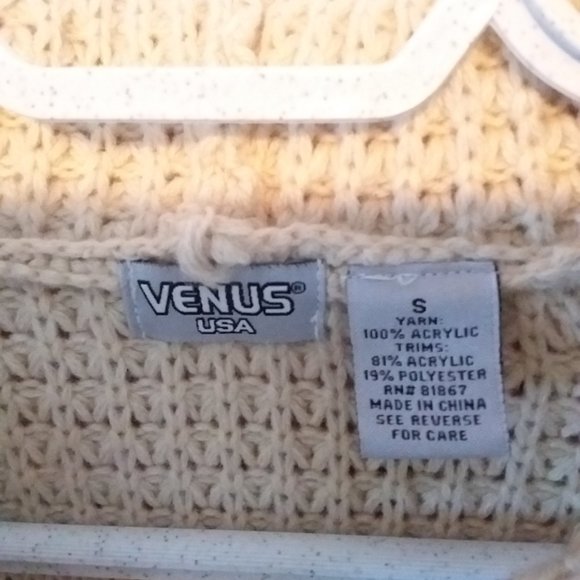 VENUS®
USA
S
YARN:
100% ACRYLIC
TRIMS:
81% ACRYLIC
19% POLYESTER
RN# 81867
MADE IN CHINA
SEE REVERSE
FOR CARE